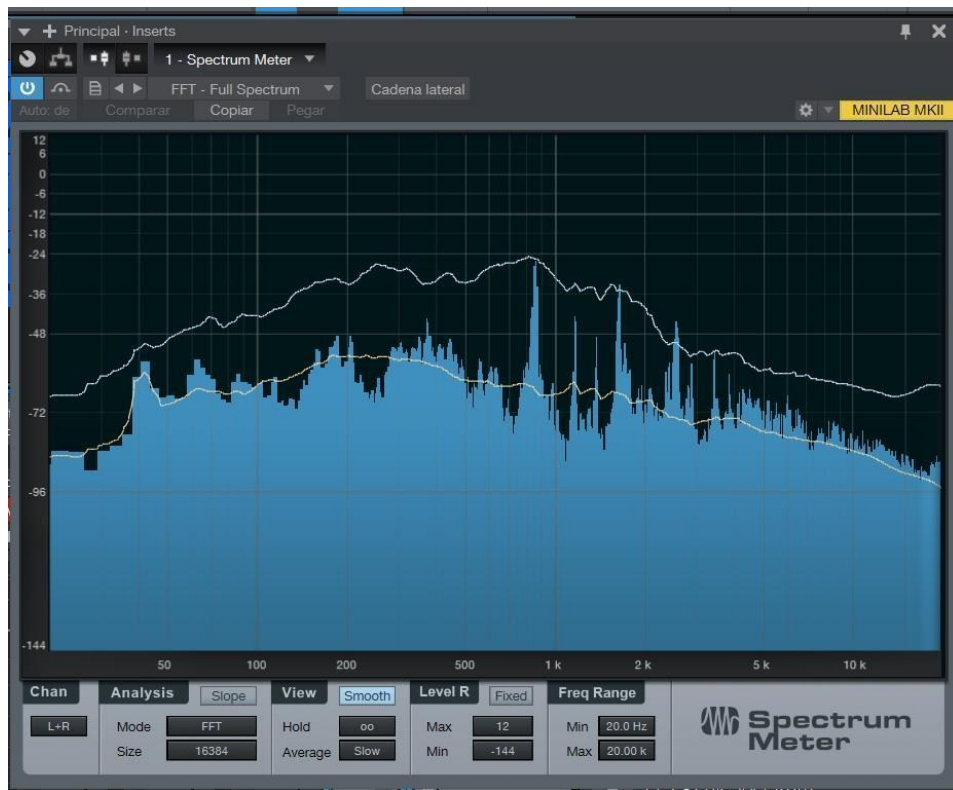 Principal · Inserts
1 - Spectrum Meter
FFT - Full Spectrum
Cadena lateral
Auto: de
Comparar
Copiar
Pegar
MINILAB MKII
12
6
0
-6
-12
-18
-24
-36
-48
-72
-96
-144
50 100 200 500 1 k 2 k 5 k 10 k
Chan
L+R
Analysis Slope
Mode FFT
Size 16384
View Smooth
Hold oo
Average Slow
Level R Fixed
Max 12
Min -144
Freq Range
Min 20.0 Hz
Max 20.00 k
Spectrum
Meter